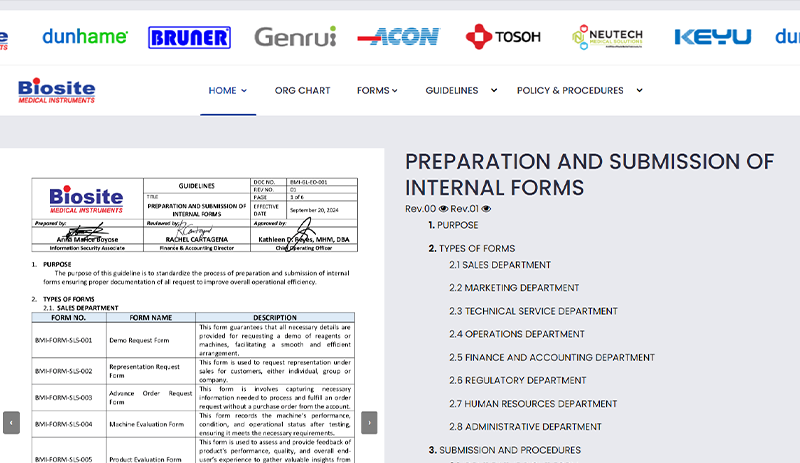 dunhame BRUNER Genrui ACON TOSOH NEUTECH MEDICAL SOLUTIONS KEYU du
Biosite MEDICAL INSTRUMENTS HOME ORG CHART FORMS GUIDELINES POLICY & PROCEDURES
PREPARATION AND SUBMISSION OF
INTERNAL FORMS
Rev.00 Rev.01
1. PURPOSE
2. TYPES OF FORMS
2.1 SALES DEPARTMENT
2.2 MARKETING DEPARTMENT
2.3 TECHNICAL SERVICE DEPARTMENT
2.4 OPERATIONS DEPARTMENT
2.5 FINANCE AND ACCOUNTING DEPARTMENT
2.6 REGULATORY DEPARTMENT
2.7 HUMAN RESOURCES DEPARTMENT
2.8 ADMINISTRATIVE DEPARTMENT
3. SUBMISSION AND PROCEDURES
Biosite
MEDICAL INSTRUMENTS
GUIDELINES
TITLE
PREPARATION AND SUBMISSION OF
INTERNAL FORMS
DOC NO. BMI-GL-EO-001
REV NO. 01
PAGE 1 of 6
EFFECTIVE DATE September 20, 2024
Prepared by: Reviewed by: Approved by:
Boyose RACHEL CARTAGENA Kathleen D. Reyes, MHM, DBA
Information Security Associate Finance & Accounting Director Chief Operating Officer
1. PURPOSE
The purpose of this guideline is to standardize the process of preparation and submission of internal
forms ensuring proper documentation of all request to improve overall operational efficiency.
2. TYPES OF FORMS
2.1. SALES DEPARTMENT
FORM NO. FORM NAME DESCRIPTION
BMI-FORM-SLS-001 Demo Request Form This form guarantees that all necessary details are
provided for requesting a demo of reagents or
machines, facilitating a smooth and efficient
arrangement.
BMI-FORM-SLS-002 Representation Request Form This form is used to request representation under
sales for customers, either individual, group or
company.
BMI-FORM-SLS-003 Advance Order Request Form This form is involves capturing necessary
information needed to process and fulfill an order
request without a purchase order from the account.
BMI-FORM-SLS-004 Machine Evaluation Form This form records the machine's performance,
condition, and operational status after testing,
ensuring it meets the necessary requirements.
BMI-FORM-SLS-005 Product Evaluation Form This form is used to assess and provide feedback of
product's performance, quality, and overall end-
user's experience to gather valuable insights from